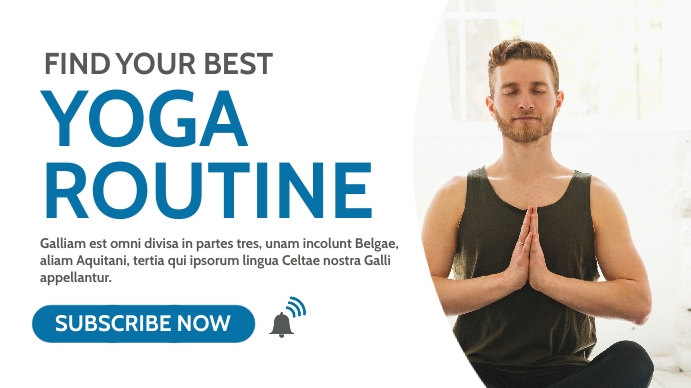 FIND YOUR BEST
YOGA
ROUTINE
Galliam est omni divisa in partes tres, unam incolunt Belgae,
aliam Aquitani, tertia qui ipsorum lingua Celtae nostra Galli
appellantur.
SUBSCRIBE NOW